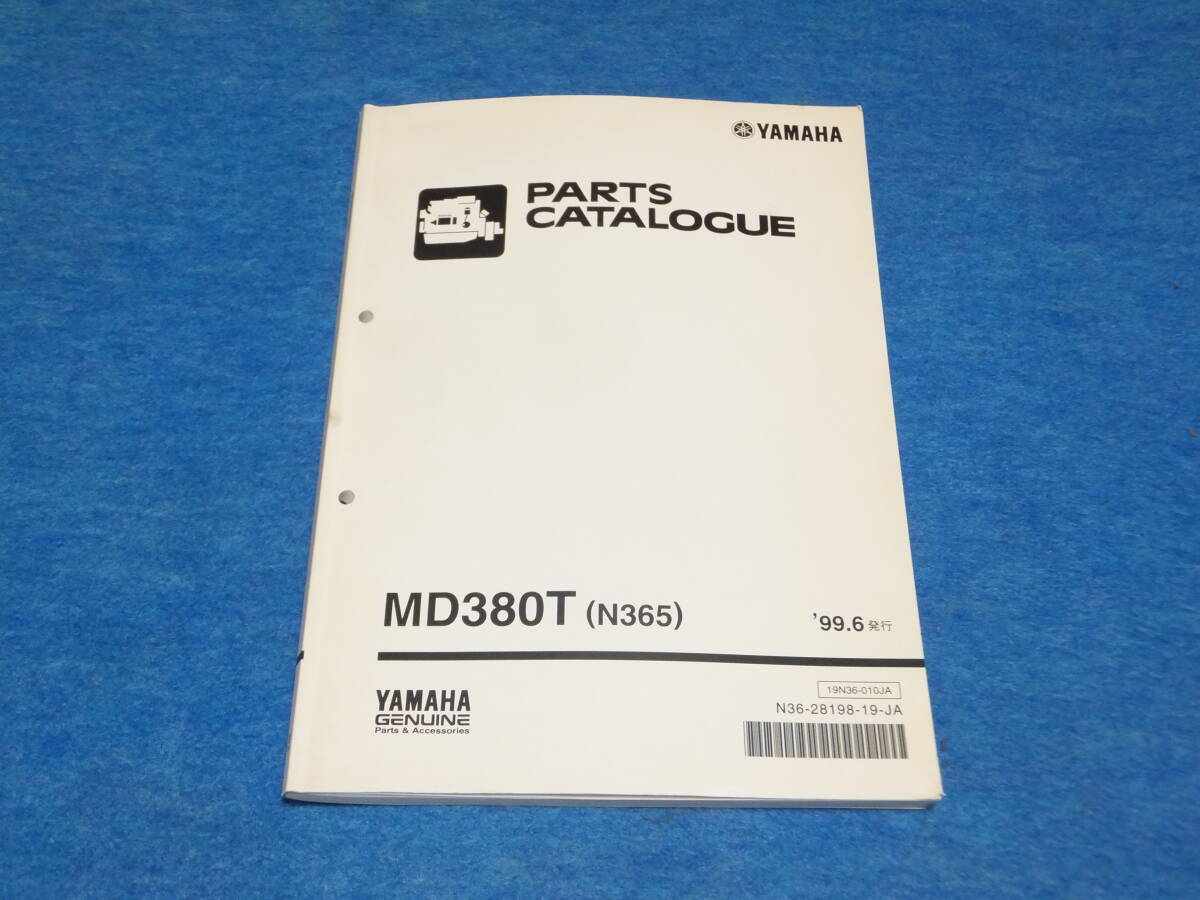 YAMAHA
PARTS
CATALOGUE
MD380T (N365)
'99.6 発行
YAMAHA
GENUINE
Parts & Accessories
19N36-010JA
N36-28198-19-JA